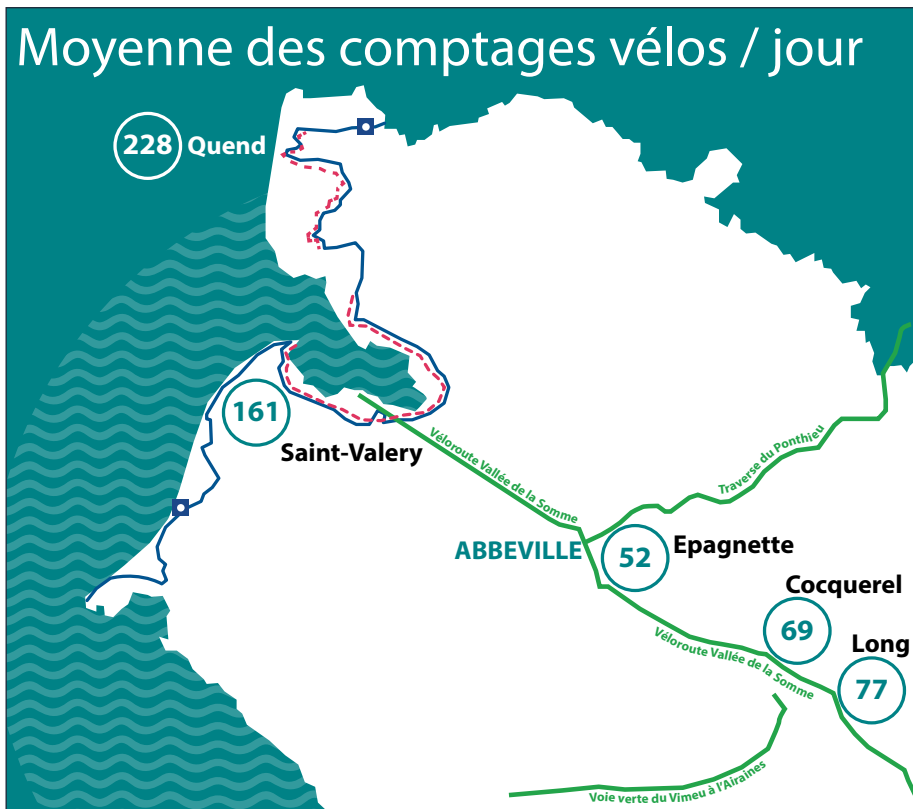 Moyenne des comptages vélos / jour
228 Quend
161
Saint-Valery
Véloroute Vallée de la Somme
Traverse du Ponthieu
ABBEVILLE
52
Epagnette
Cocquerel
69
Long
77
Véloroute Vallée de la Somme
Voie verte du Vimeu à l'Airaines